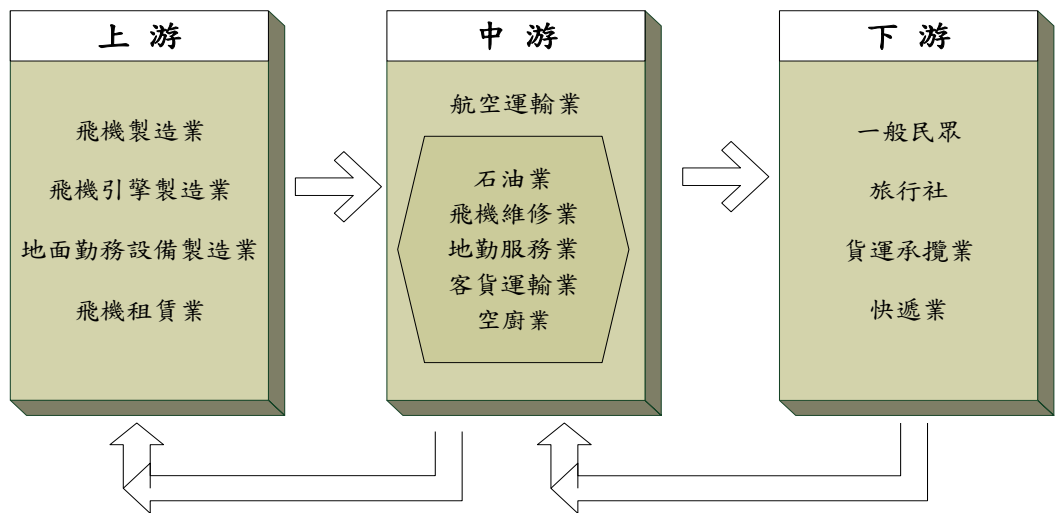 上游
飛機製造業
飛機引擎製造業
地面勤務設備製造業
飛機租賃業
中游
航空運輸業
石油業
飛機維修業
地勤服務業
客貨運輸業
空廚業
下游
一般民眾
旅行社
貨運承攬業
快遞業